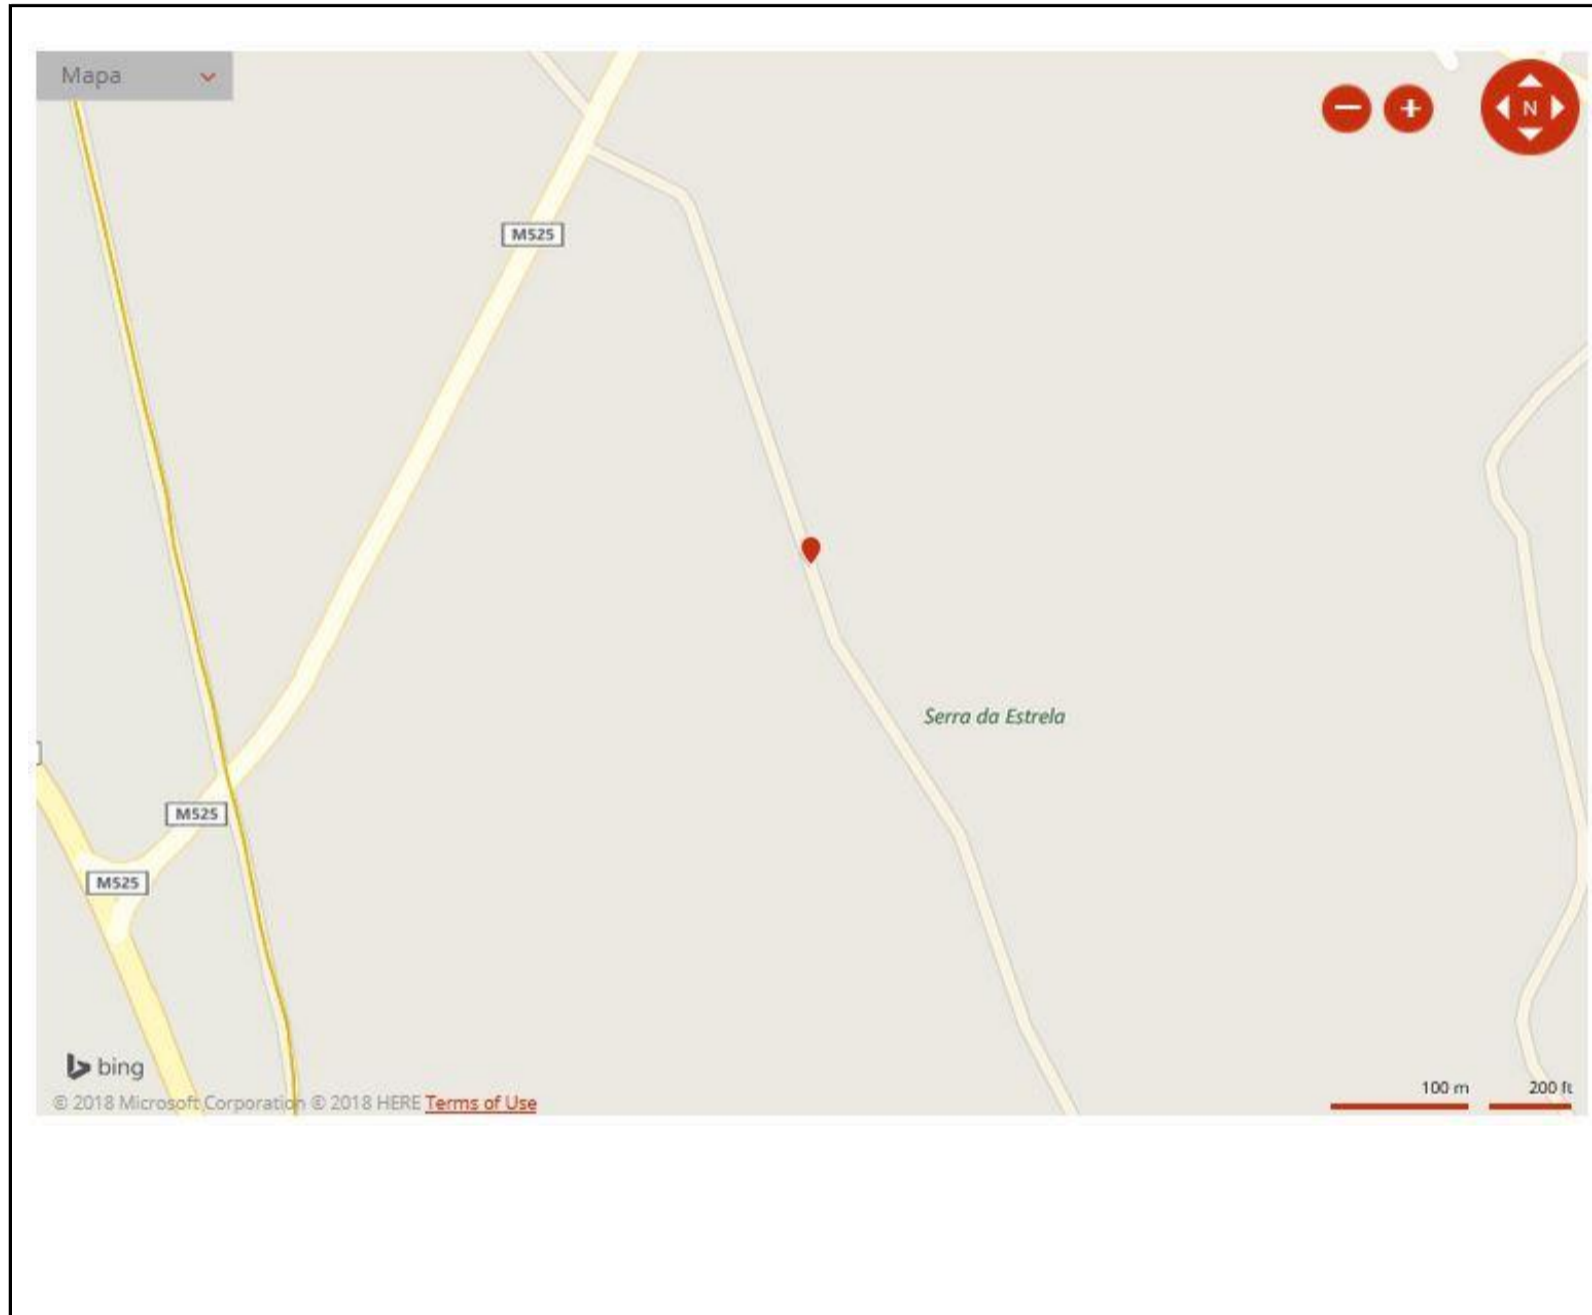 Mapa
N
M525
Serra da Estrela
M525
M525
bing
100 m
200 ft
© 2018 Microsoft Corporation © 2018 HERE Terms of Use